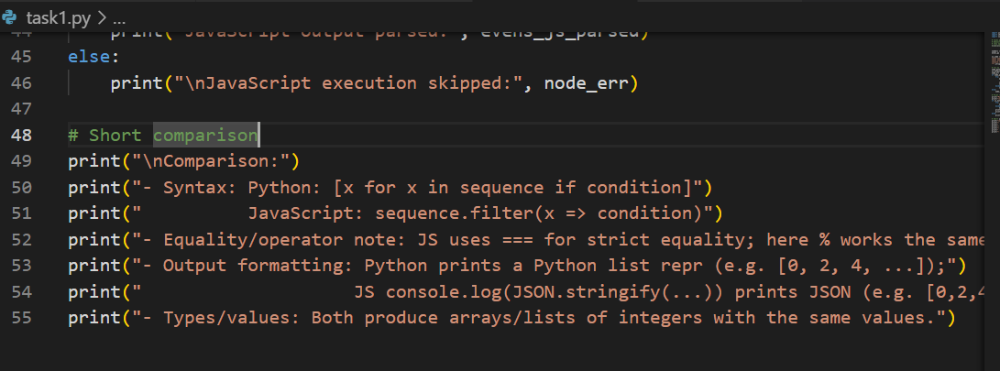 task1.py > ...
44 print("JavaScript output parsed:", evens_js_parsed)
45 else:
46 print("\nJavaScript execution skipped:", node_err)
47
48 # Short comparison
49 print("\nComparison:")
50 print("- Syntax: Python: [x for x in sequence if condition]")
51 print("          JavaScript: sequence.filter(x => condition)")
52 print("- Equality/operator note: JS uses === for strict equality; here % works the same
53 print("- Output formatting: Python prints a Python list repr (e.g. [0, 2, 4, ...]);")
54 print("                    JS console.log(JSON.stringify(...)) prints JSON (e.g. [0,2,4
55 print("- Types/values: Both produce arrays/lists of integers with the same values.")